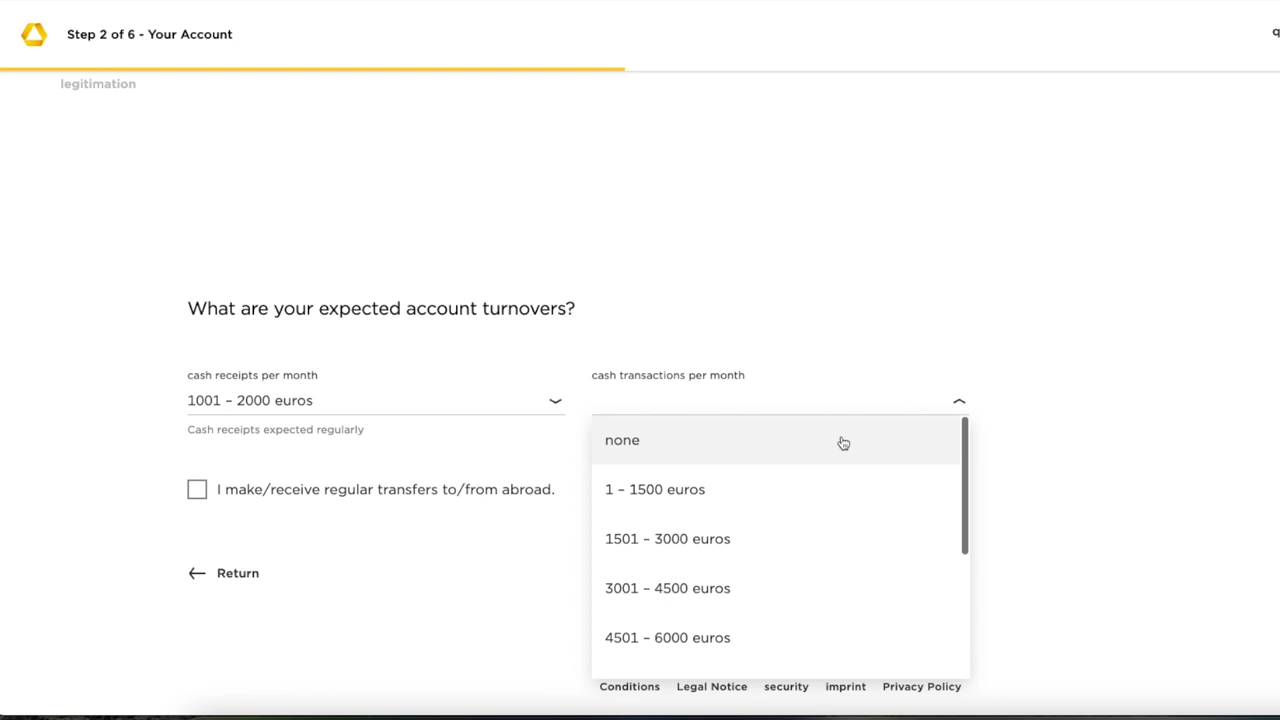 Step 2 of 6 - Your Account
q
legitimation
What are your expected account turnovers?
cash receipts per month
cash transactions per month
1001 – 2000 euros
Cash receipts expected regularly
none
1 – 1500 euros
1501 – 3000 euros
3001 – 4500 euros
4501 – 6000 euros
I make/receive regular transfers to/from abroad.
Return
Conditions Legal Notice security imprint Privacy Policy